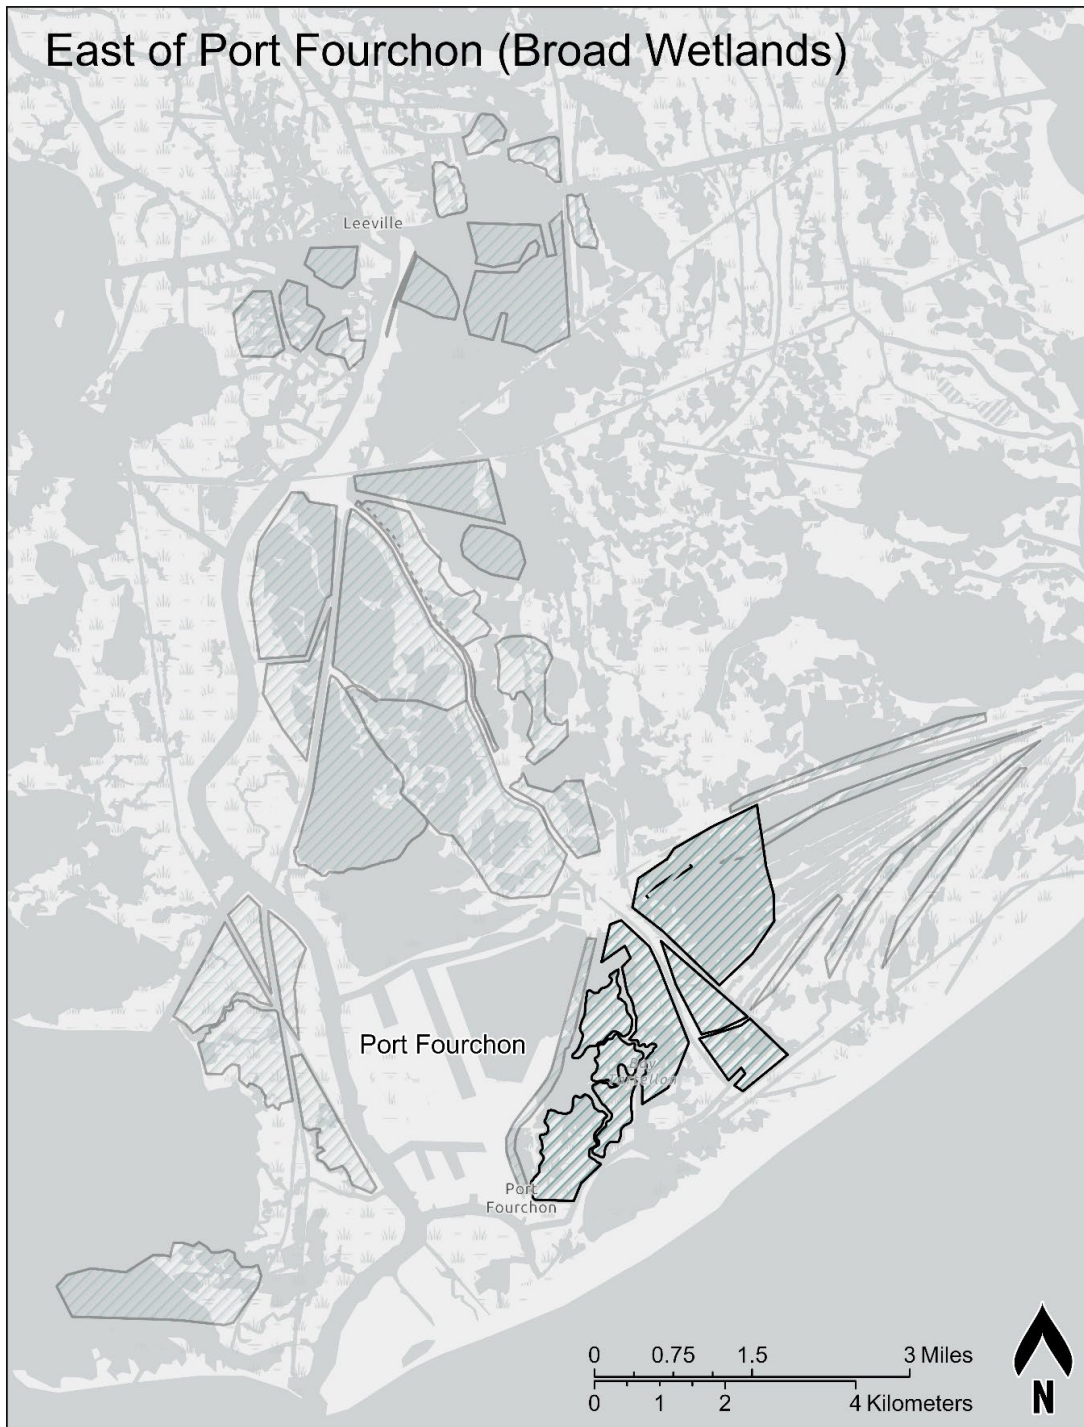 East of Port Fourchon (Broad Wetlands)
Leeville
Port Fourchon
Bay
Port
Fourchon
0 0.75 1.5 3 Miles
0 1 2 4 Kilometers
N